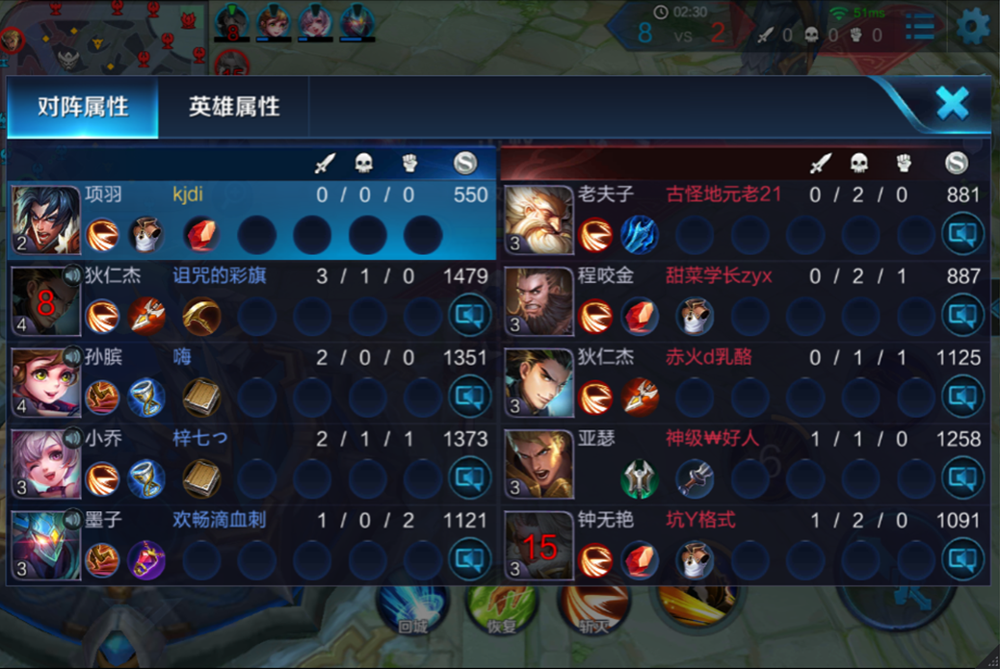 02:30
51ms
8 VS 2
0 0 0
对阵属性 英雄属性
项羽 kjdi 0 / 0 / 0 550
2
老夫子 古怪地元老21 0 / 2 / 0 881
3
狄仁杰 诅咒的彩旗 3 / 1 / 0 1479
8
4
程咬金 甜菜学长zyx 0 / 2 / 1 887
3
孙膑 嗨 2 / 0 / 0 1351
4
狄仁杰 赤火d乳酪 0 / 1 / 1 1125
3
小乔 梓七つ 2 / 1 / 1 1373
3
亚瑟 神级₩好人 1 / 1 / 0 1258
3
墨子 欢畅滴血刺 1 / 0 / 2 1121
3
钟无艳 坑Y格式 1 / 2 / 0 1091
15
3
回城 恢复 斩灭